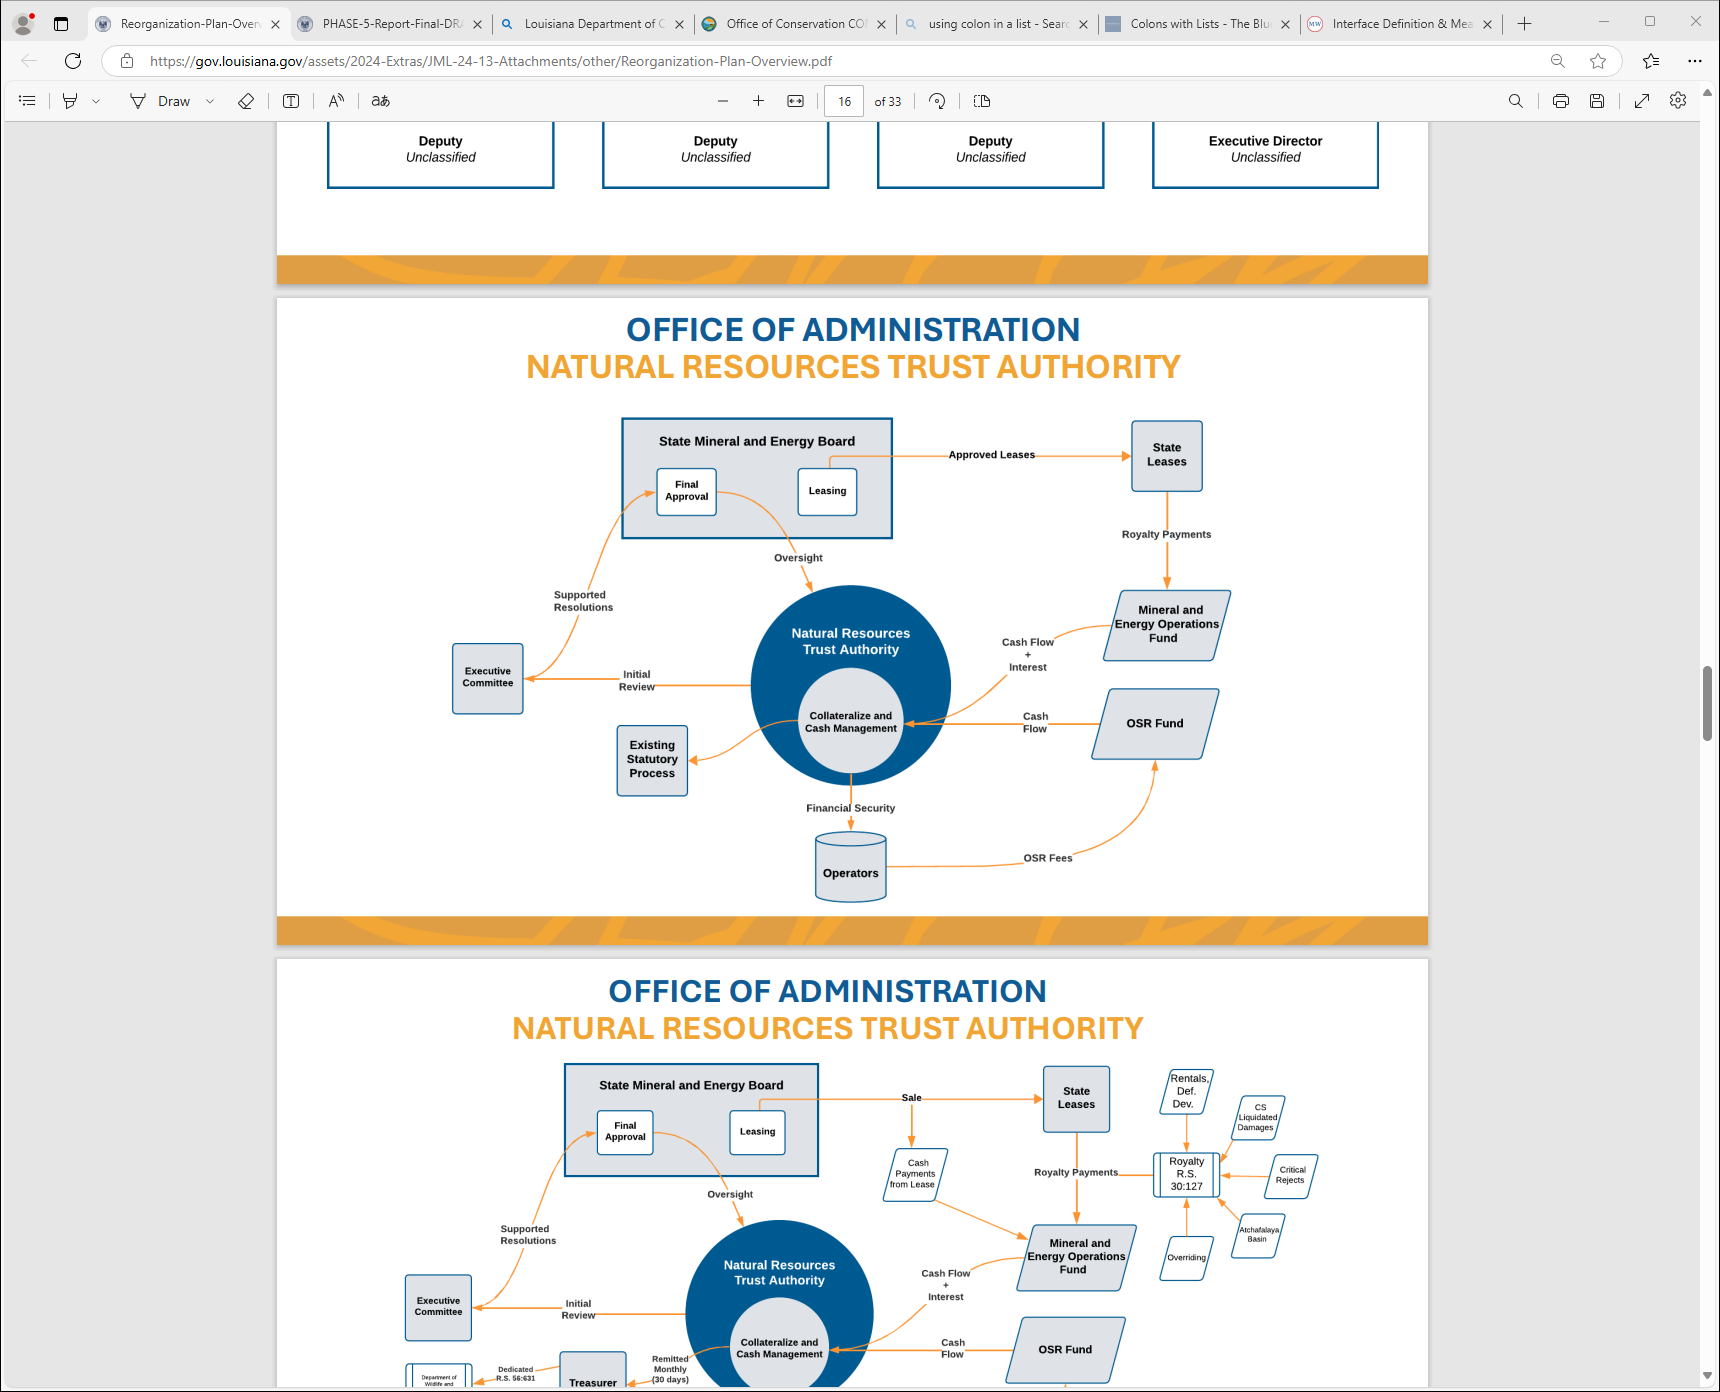 Reorganization-Plan-Over
PHASE-5-Report-Final-DRA
Louisiana Department of C
Office of Conservation CO
using colon in a list - Searc
Colons with Lists - The Blu
MW
Interface Definition & Mea
https://gov.louisiana.gov/assets/2024-Extras/JML-24-13-Attachments/other/Reorganization-Plan-Overview.pdf
Draw
16
of 33
Deputy
Unclassified
Deputy
Unclassified
Deputy
Unclassified
Executive Director
Unclassified
OFFICE OF ADMINISTRATION
NATURAL RESOURCES TRUST AUTHORITY
State Mineral and Energy Board
Final
Approval
Leasing
Approved Leases
State
Leases
Royalty Payments
Oversight
Supported
Resolutions
Mineral and
Energy Operations
Fund
Natural Resources
Trust Authority
Cash Flow
+
Interest
Executive
Committee
Initial
Review
Collateralize and
Cash Management
Cash
Flow
OSR Fund
Existing
Statutory
Process
Financial Security
Operators
OSR Fees
OFFICE OF ADMINISTRATION
NATURAL RESOURCES TRUST AUTHORITY
State Mineral and Energy Board
Final
Approval
Leasing
Sale
State
Leases
Rentals,
Def.
Dev.
CS
Liquidated
Damages
Cash
Payments
from Lease
Royalty Payments
Royalty
R.S.
30:127
Critical
Rejects
Oversight
Atchafalaya
Basin
Overriding
Supported
Resolutions
Mineral and
Energy Operations
Fund
Natural Resources
Trust Authority
Cash Flow
+
Interest
Executive
Committee
Initial
Review
Collateralize and
Cash Management
Cash
Flow
OSR Fund
Remitted
Monthly
(30 days)
Dedicated
R.S. 56:631
Treasurer
Department of
Wildlife and